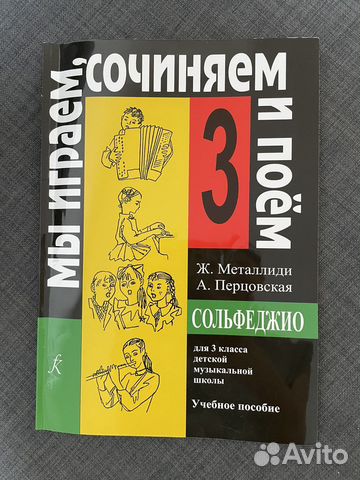 Мы играем,
сочиняем
и поём
3
Ж. Металлиди
А. Перцовская
СОЛЬФЕДЖИО
для 3 класса
детской
музыкальной
школы
Учебное пособие
Avito